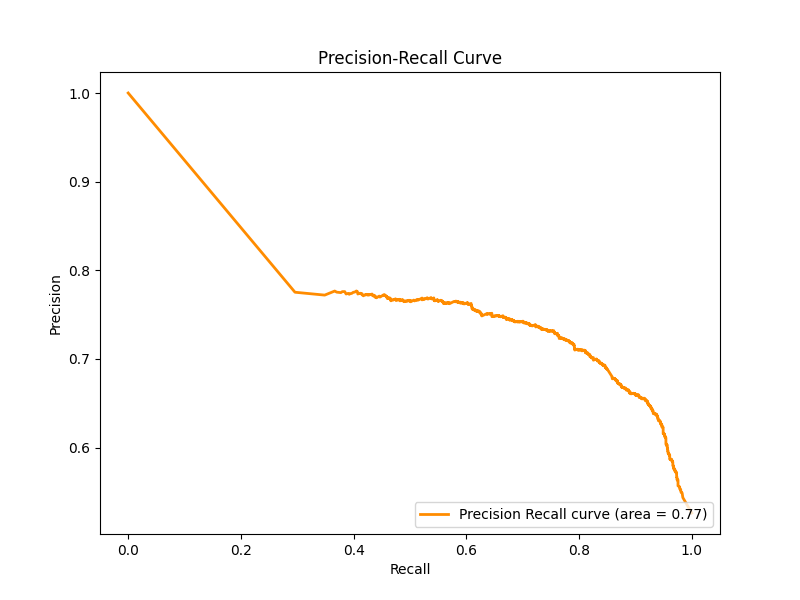 Precision-Recall Curve
Precision
1.0
0.9
0.8
0.7
0.6
0.0 0.2 0.4 0.6 0.8 1.0
Recall
Precision Recall curve (area = 0.77)